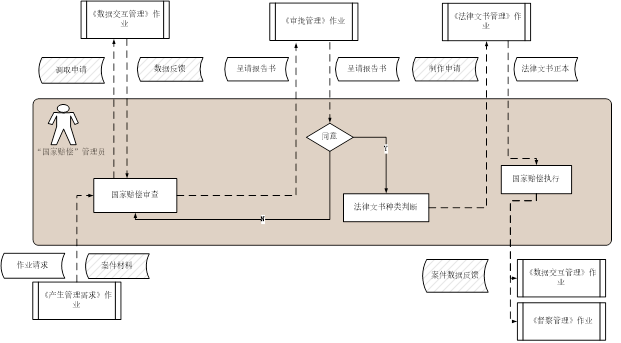 《数据交互管理》作
业
《审批管理》作业
《法律文书管理》作
业
调取申请
数据反馈
呈请报告书
呈请报告书
制作申请
法律文书正本
“国家赔偿”管理员
同意
Y
国家赔偿审查
法律文书种类判断
国家赔偿执行
N
作业请求
案件材料
《产生管理需求》作
业
案件数据反馈
《数据交互管理》作
业
《督察管理》作业